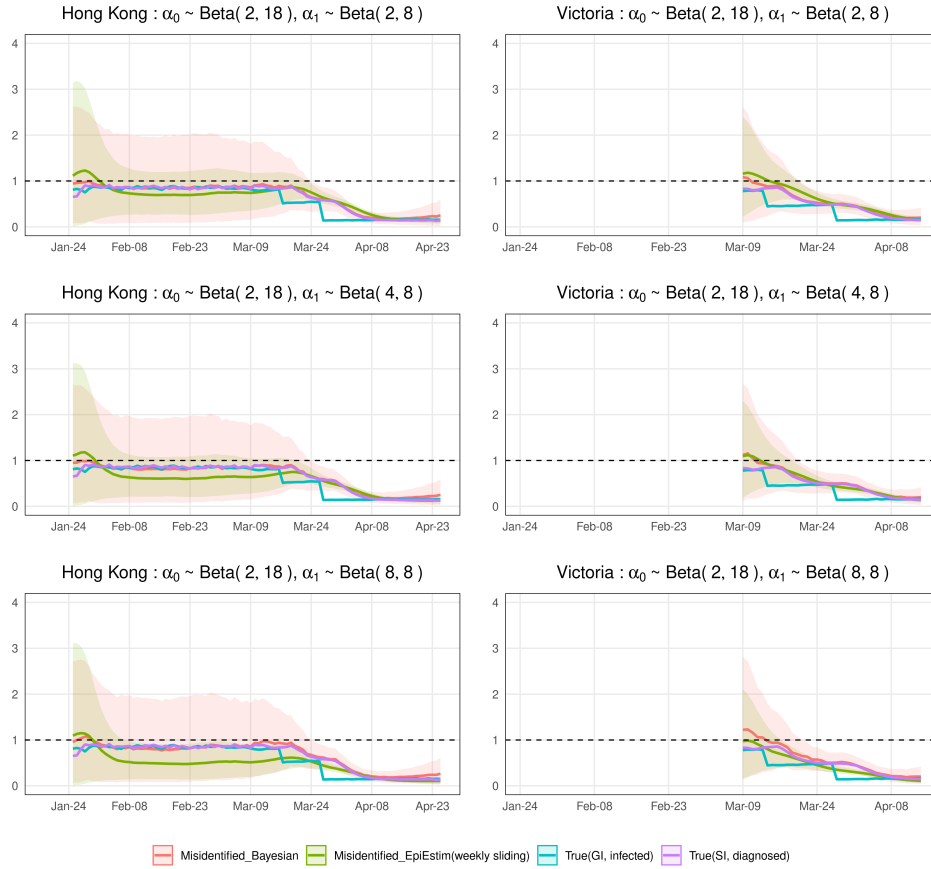 Hong Kong : α₀ ~ Beta( 2, 18 ), α₁ ~ Beta( 2, 8 )
4
3
2
1
0
Jan-24 Feb-08 Feb-23 Mar-09 Mar-24 Apr-08 Apr-23
Victoria : α₀ ~ Beta( 2, 18 ), α₁ ~ Beta( 2, 8 )
4
3
2
1
0
Jan-24 Feb-08 Feb-23 Mar-09 Mar-24 Apr-08
Hong Kong : α₀ ~ Beta( 2, 18 ), α₁ ~ Beta( 4, 8 )
4
3
2
1
0
Jan-24 Feb-08 Feb-23 Mar-09 Mar-24 Apr-08 Apr-23
Victoria : α₀ ~ Beta( 2, 18 ), α₁ ~ Beta( 4, 8 )
4
3
2
1
0
Jan-24 Feb-08 Feb-23 Mar-09 Mar-24 Apr-08
Hong Kong : α₀ ~ Beta( 2, 18 ), α₁ ~ Beta( 8, 8 )
4
3
2
1
0
Jan-24 Feb-08 Feb-23 Mar-09 Mar-24 Apr-08 Apr-23
Victoria : α₀ ~ Beta( 2, 18 ), α₁ ~ Beta( 8, 8 )
4
3
2
1
0
Jan-24 Feb-08 Feb-23 Mar-09 Mar-24 Apr-08
Misidentified_Bayesian Misidentified_EpiEstim(weekly sliding) True(GI, infected) True(SI, diagnosed)